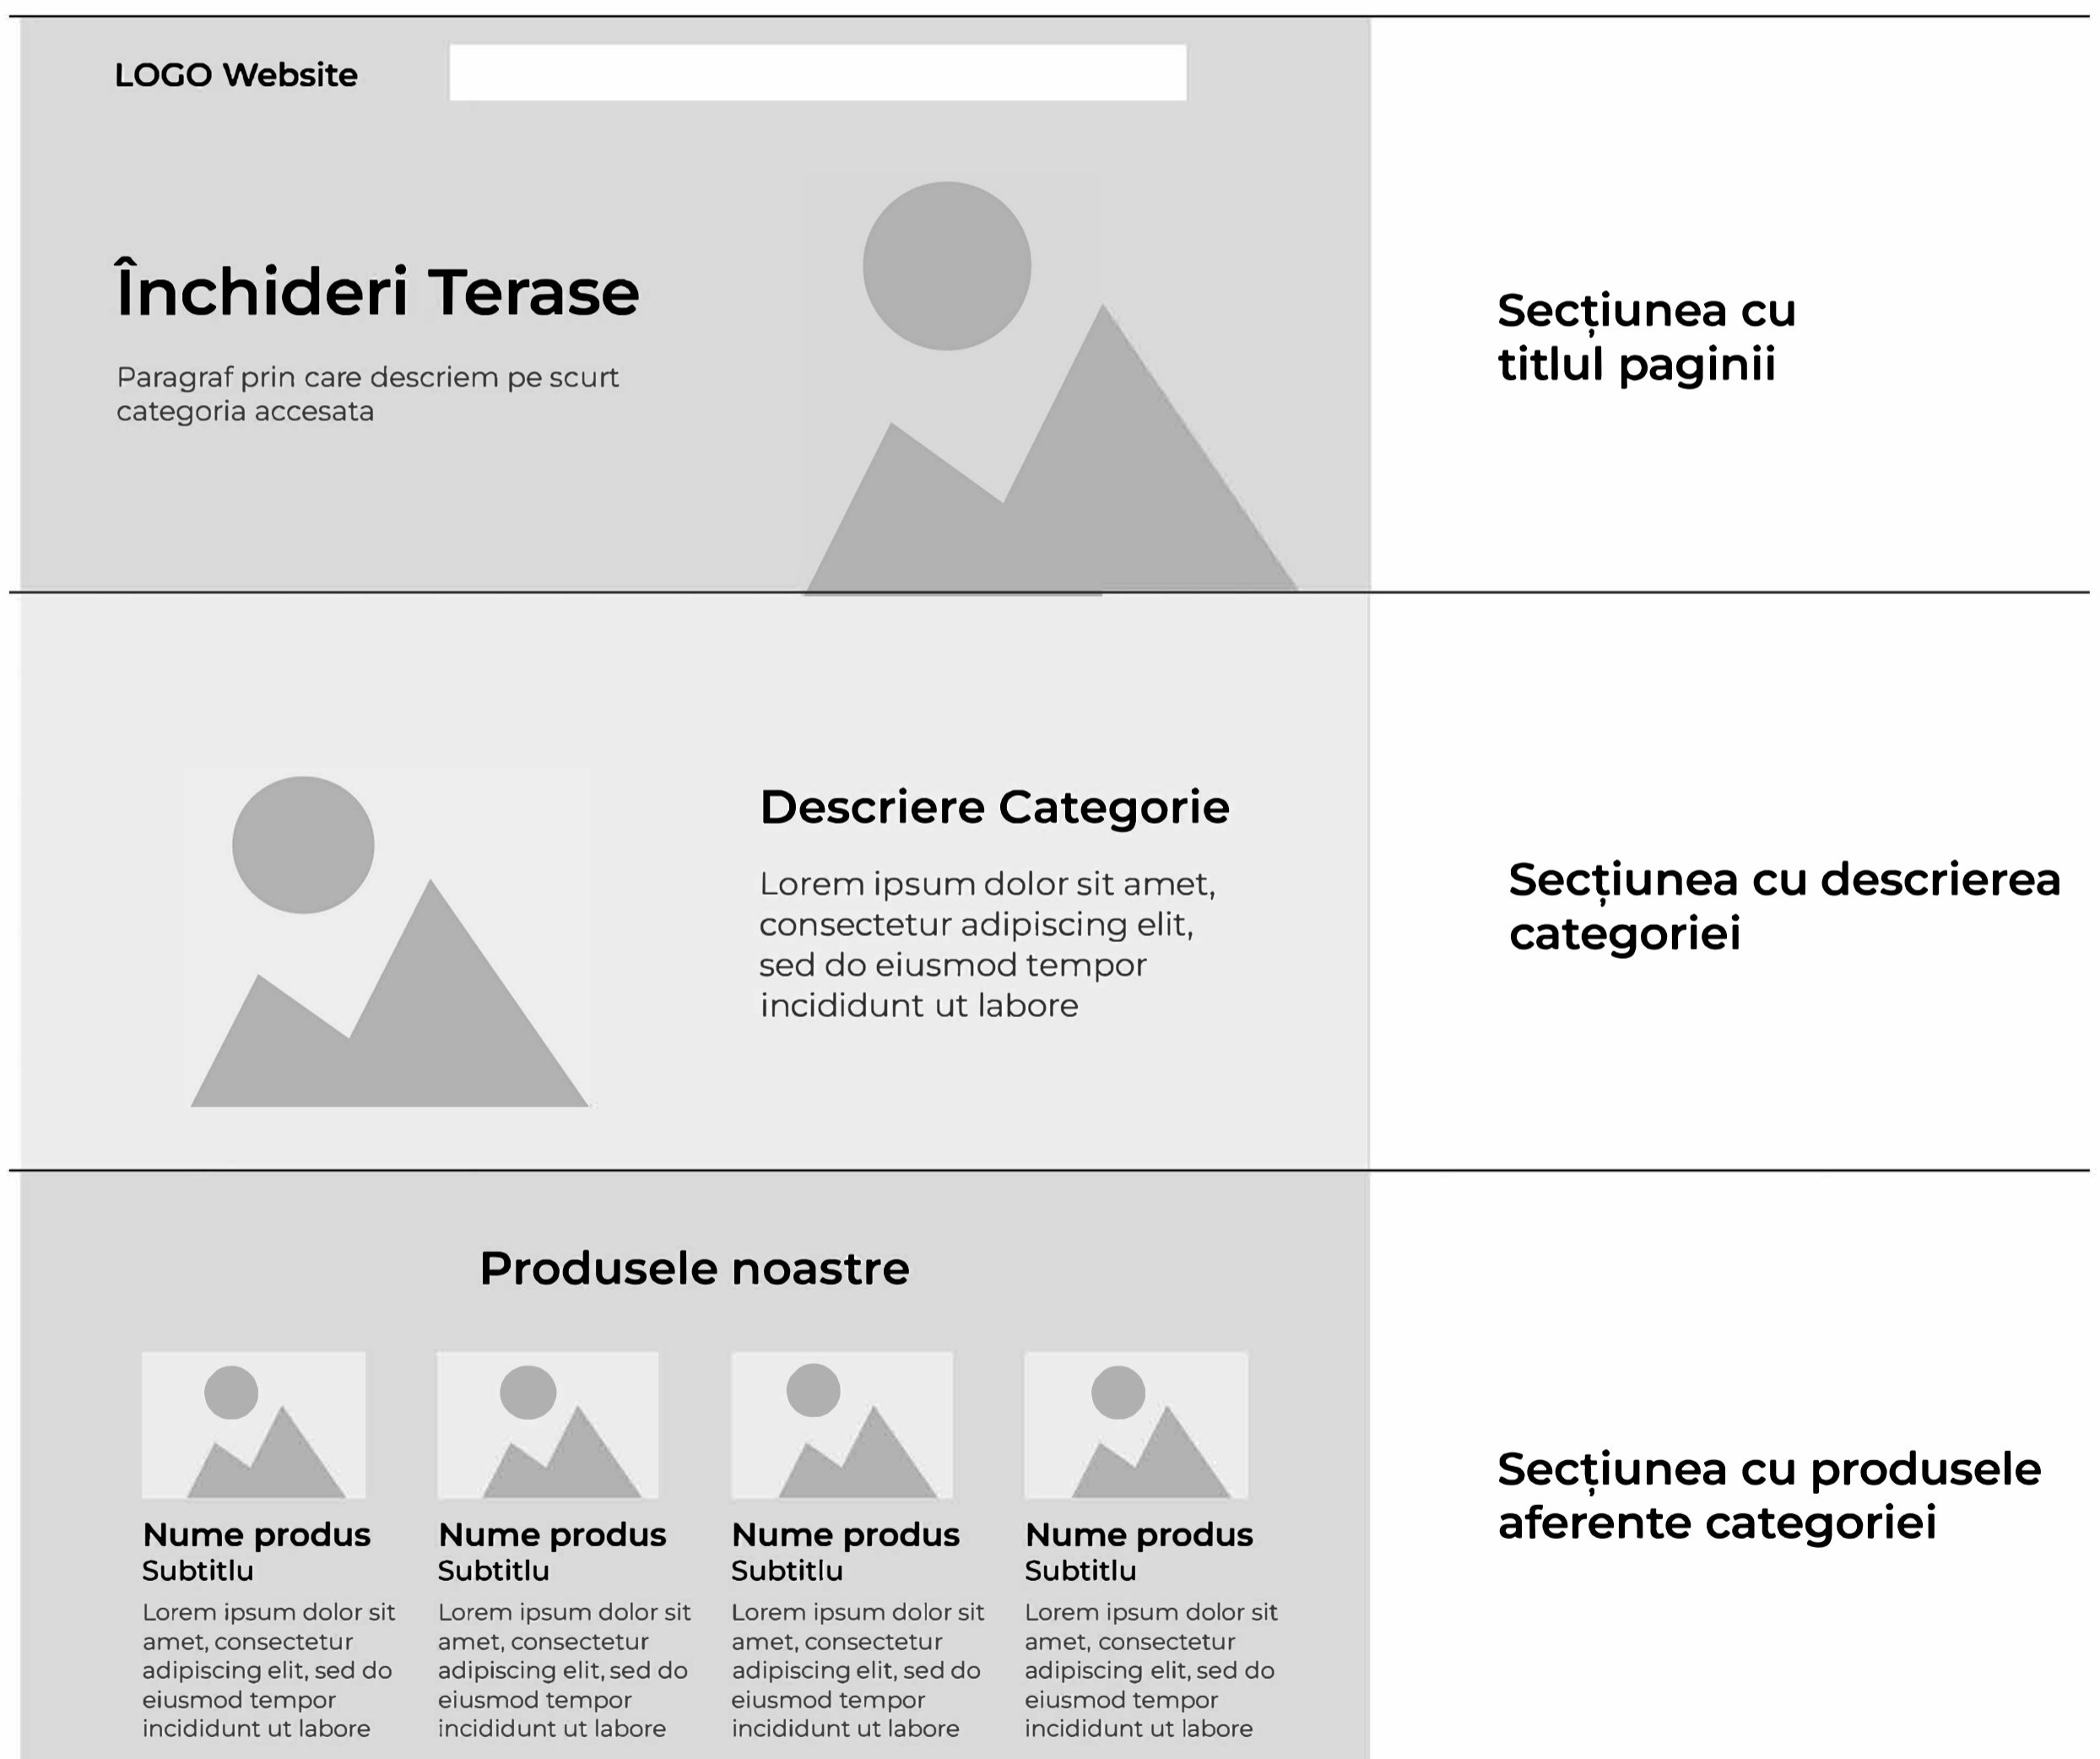 LOGO Website
Închideri Terase
Paragraf prin care descriem pe scurt
categoria accesata
Secțiunea cu
titlul paginii
Descriere Categorie
Lorem ipsum dolor sit amet,
consectetur adipiscing elit,
sed do eiusmod tempor
incididunt ut labore
Secțiunea cu descrierea
categoriei
Produsele noastre
Nume produs
Subtitlu
Lorem ipsum dolor sit
amet, consectetur
adipiscing elit, sed do
eiusmod tempor
incididunt ut labore
Nume produs
Subtitlu
Lorem ipsum dolor sit
amet, consectetur
adipiscing elit, sed do
eiusmod tempor
incididunt ut labore
Nume produs
Subtitlu
Lorem ipsum dolor sit
amet, consectetur
adipiscing elit, sed do
eiusmod tempor
incididunt ut labore
Nume produs
Subtitlu
Lorem ipsum dolor sit
amet, consectetur
adipiscing elit, sed do
eiusmod tempor
incididunt ut labore
Secțiunea cu produsele
aferente categoriei